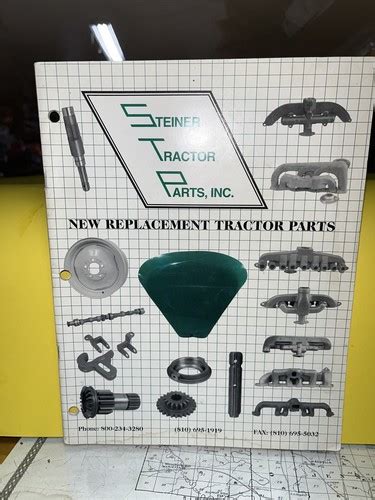 STEINER
TRACTOR
PARTS, INC.
NEW REPLACEMENT TRACTOR PARTS
Phone: 800-234-3280 (810) 695-1919 FAX: (810) 695-5032